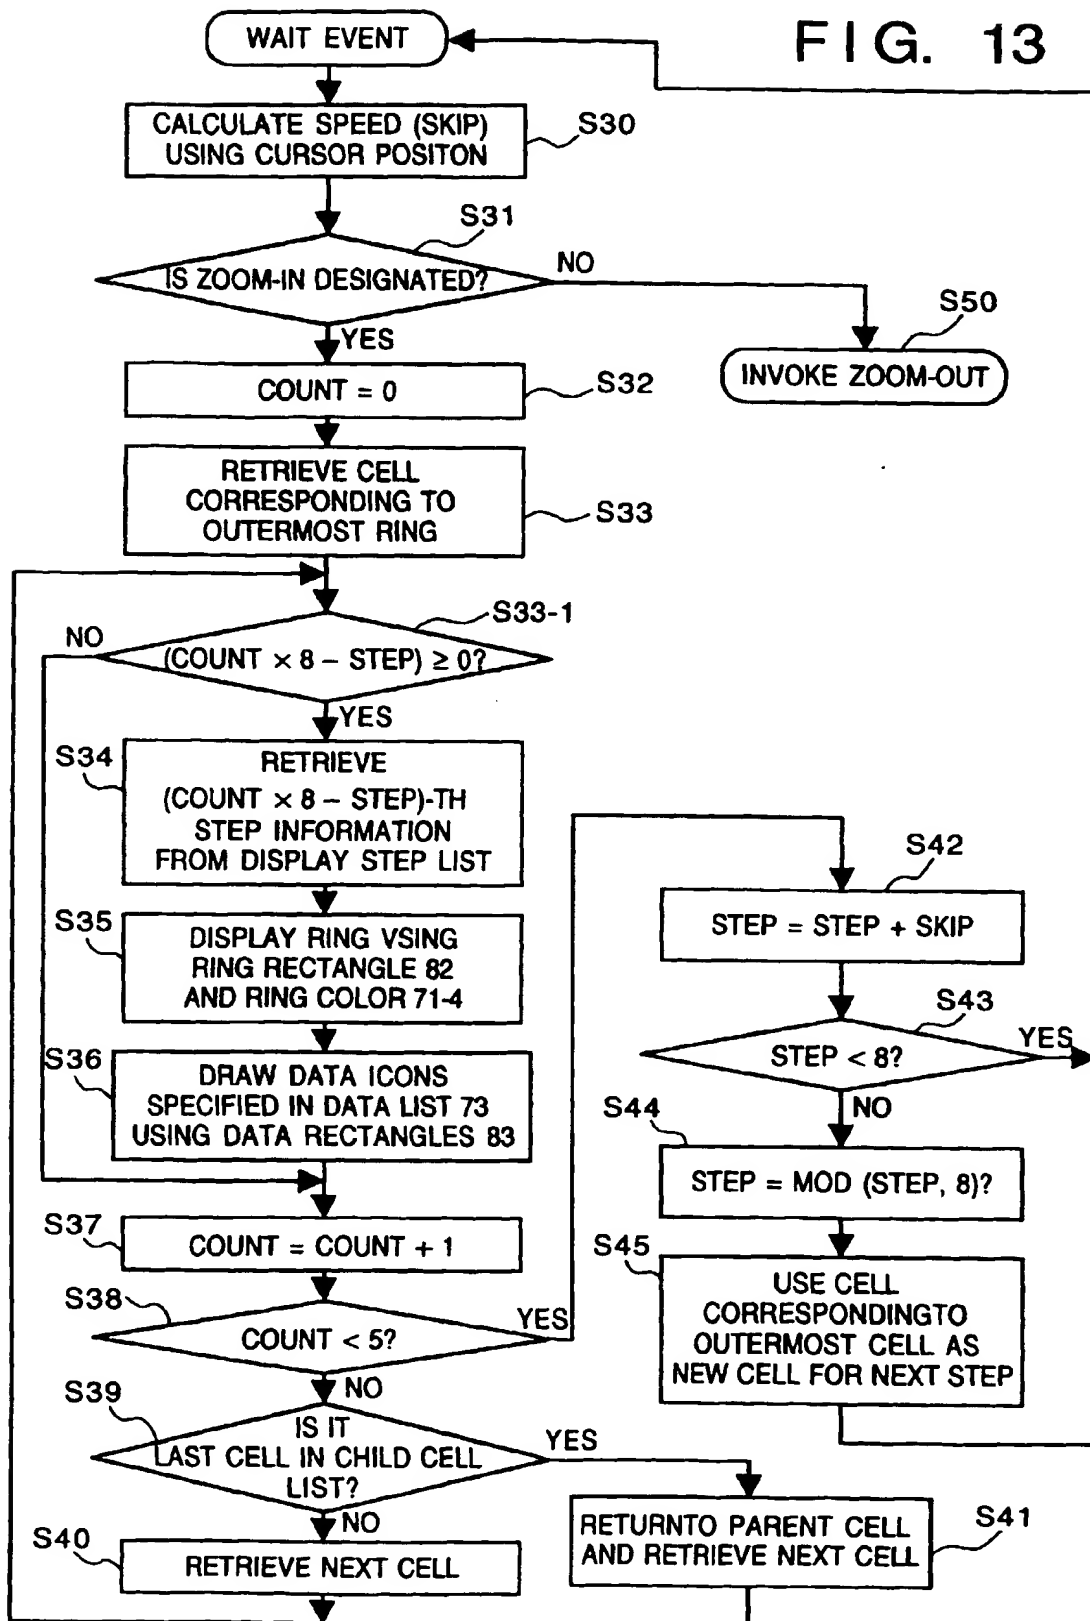 FIG. 13
WAIT EVENT
CALCULATE SPEED (SKIP)
USING CURSOR POSITON
S30
S31
IS ZOOM-IN DESIGNATED?
NO
YES
S50
INVOKE ZOOM-OUT
COUNT = 0
S32
RETRIEVE CELL
CORRESPONDING TO
OUTERMOST RING
S33
S33-1
NO
(COUNT × 8 – STEP) ≥ 0?
YES
S34
RETRIEVE
(COUNT × 8 – STEP)-TH
STEP INFORMATION
FROM DISPLAY STEP LIST
S35
DISPLAY RING VSING
RING RECTANGLE 82
AND RING COLOR 71-4
S36
DRAW DATA ICONS
SPECIFIED IN DATA LIST 73
USING DATA RECTANGLES 83
S37
COUNT = COUNT + 1
S38
COUNT < 5?
YES
NO
S39
IS IT
LAST CELL IN CHILD CELL
LIST?
YES
NO
S40
RETRIEVE NEXT CELL
RETURNTO PARENT CELL
AND RETRIEVE NEXT CELL
S41
S42
STEP = STEP + SKIP
S43
STEP < 8?
YES
NO
S44
STEP = MOD (STEP, 8)?
S45
USE CELL
CORRESPONDINGTO
OUTERMOST CELL AS
NEW CELL FOR NEXT STEP